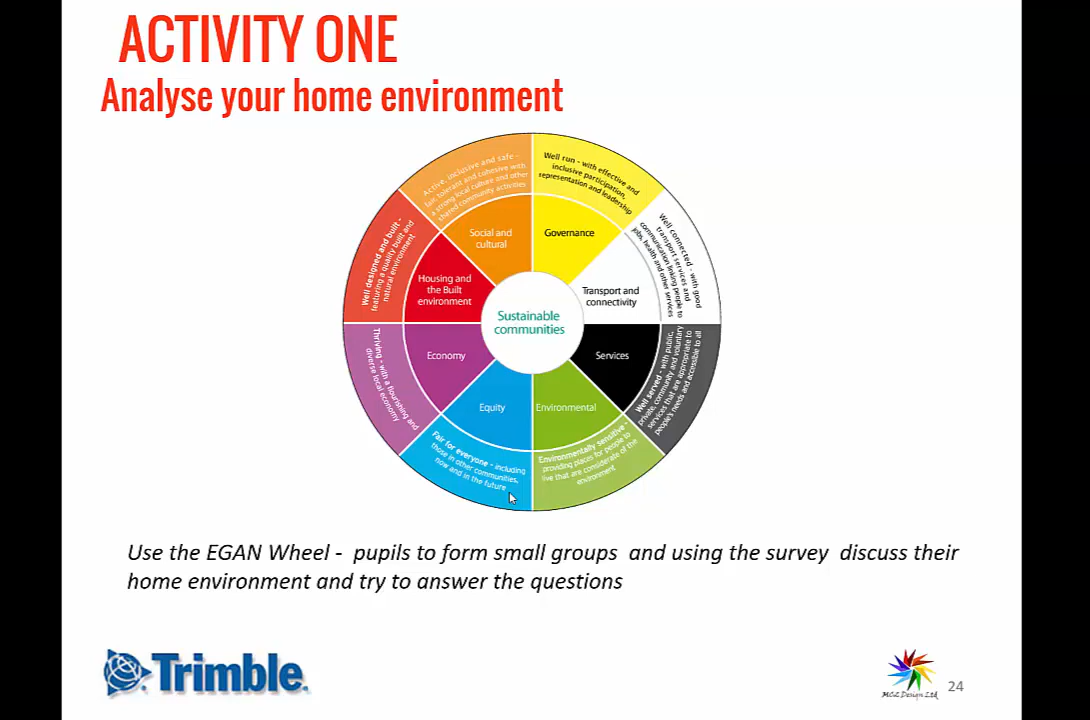 ACTIVITY ONE
Analyse your home environment
Active, inclusive and safe –
fair, tolerant and cohesive with
a strong local culture and other
shared community activities
Well run - with effective and
inclusive participation,
representation and leadership
Well connected - with good
transport services and
communication linking people to
jobs, health and other services
Well served - with public,
private, community and voluntary
services that are appropriate to
people's needs and accessible to all
Environmentally sensitive -
providing places for people to
live that are considerate of the
environment
Fair for everyone - including
those in other communities,
now and in the future
Thriving - with a flourishing and
diverse local economy
Well designed and built -
featuring a quality built and
natural environment
Social and
cultural
Governance
Transport and
connectivity
Services
Environmental
Equity
Economy
Housing and
the Built
environment
Sustainable
communities
Use the EGAN Wheel - pupils to form small groups and using the survey discuss their
home environment and try to answer the questions
Trimble
MCL Design Ltd
24